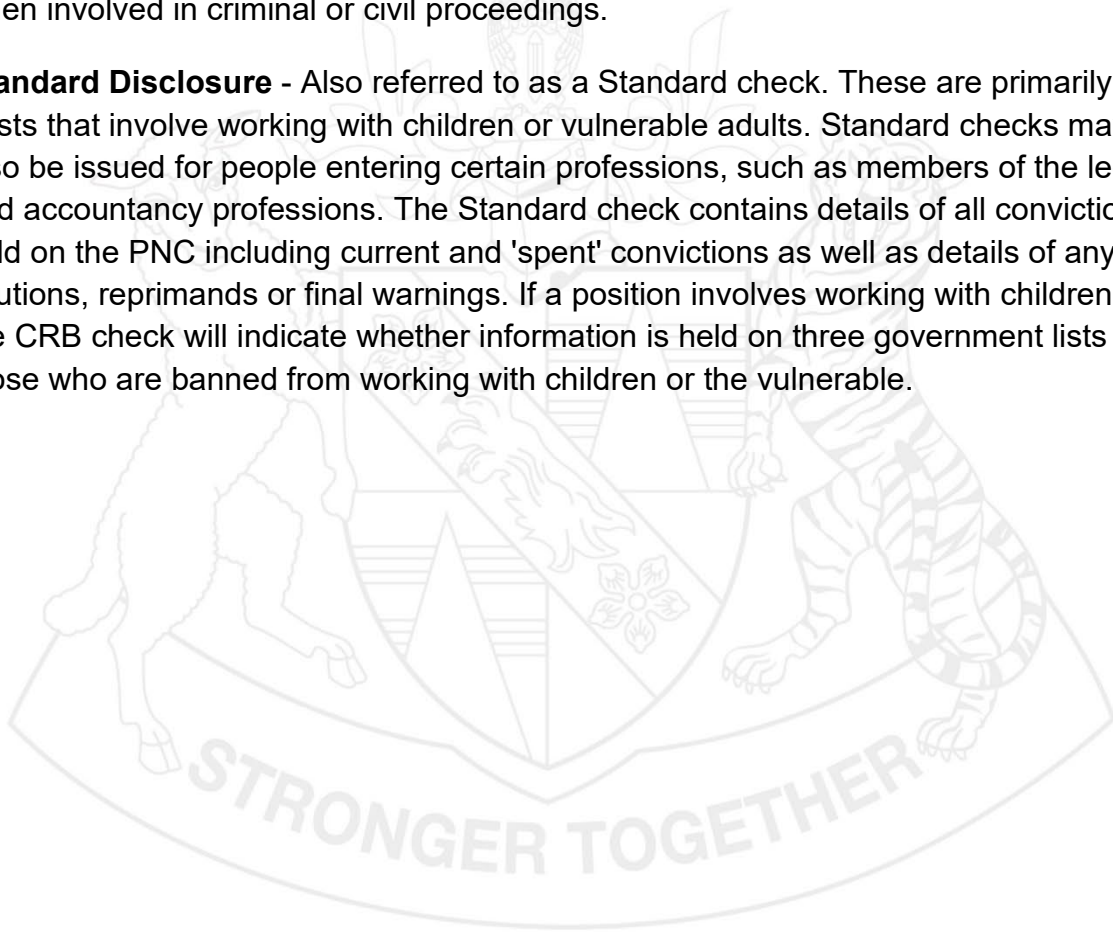 en involved in criminal or civil proceedings.
andard Disclosure - Also referred to as a Standard check. These are primarily
sts that involve working with children or vulnerable adults. Standard checks ma
so be issued for people entering certain professions, such as members of the le
d accountancy professions. The Standard check contains details of all convictio
ld on the PNC including current and 'spent' convictions as well as details of any
utions, reprimands or final warnings. If a position involves working with children
e CRB check will indicate whether information is held on three government lists
ose who are banned from working with children or the vulnerable.
STRONGER TOGETHER